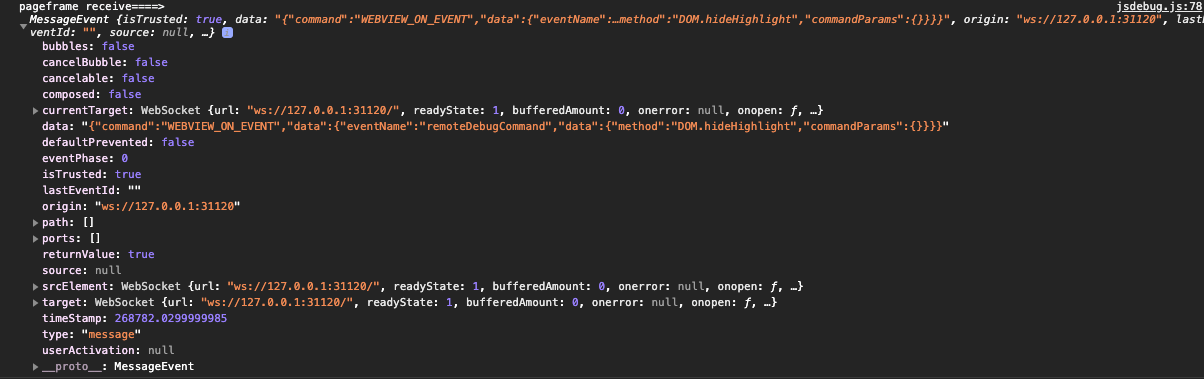 pageframe receive====>
jsdebug.js:78
MessageEvent {isTrusted: true, data: "{"command":"WEBVIEW_ON_EVENT","data":{"eventName":…method":"DOM.hideHighlight","commandParams":{}}}}", origin: "ws://127.0.0.1:31120", last
ventId: "", source: null, …} i
bubbles: false
cancelBubble: false
cancelable: false
composed: false
currentTarget: WebSocket {url: "ws://127.0.0.1:31120/", readyState: 1, bufferedAmount: 0, onerror: null, onopen: ƒ, …}
data: "{"command":"WEBVIEW_ON_EVENT","data":{"eventName":"remoteDebugCommand","data":{"method":"DOM.hideHighlight","commandParams":{}}}}"
defaultPrevented: false
eventPhase: 0
isTrusted: true
lastEventId: ""
origin: "ws://127.0.0.1:31120"
path: []
ports: []
returnValue: true
source: null
srcElement: WebSocket {url: "ws://127.0.0.1:31120/", readyState: 1, bufferedAmount: 0, onerror: null, onopen: ƒ, …}
target: WebSocket {url: "ws://127.0.0.1:31120/", readyState: 1, bufferedAmount: 0, onerror: null, onopen: ƒ, …}
timeStamp: 268782.0299999985
type: "message"
userActivation: null
__proto__: MessageEvent